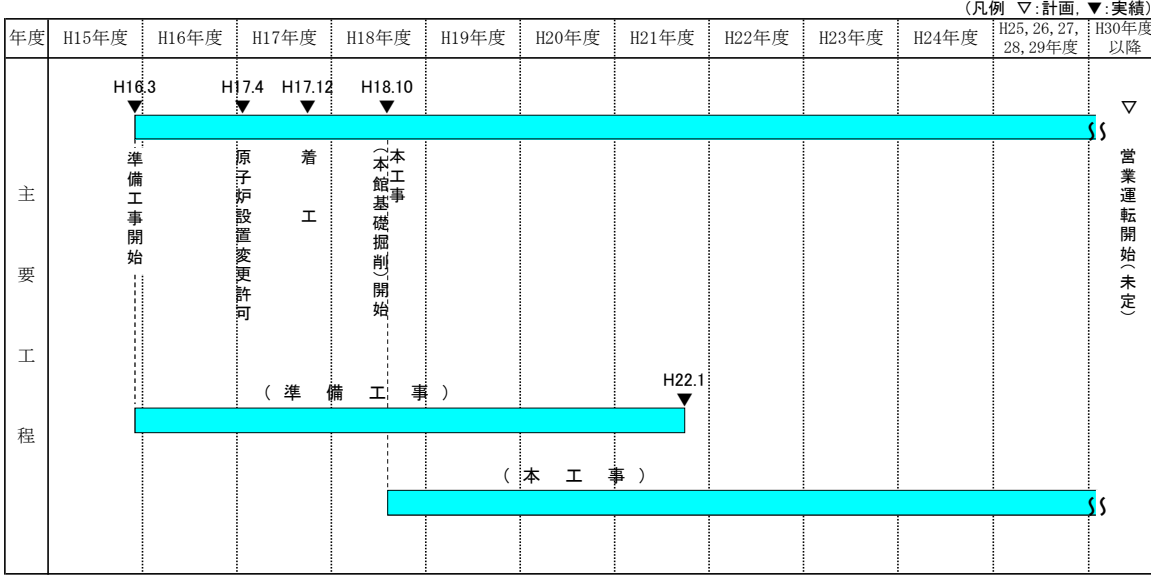 (凡例 ▽:計画, ▼:実績)
年度
H15年度
H16年度
H17年度
H18年度
H19年度
H20年度
H21年度
H22年度
H23年度
H24年度
H25,26,27,
28,29年度
H30年度
以降
主要工程
H16.3
H17.4
H17.12
H18.10
▼
▼
▼
▼
▽
準備工事開始
原子炉設置変更許可
着工
本工事
(本館基礎掘削)開始
営業運転開始(未定)
(準備工事)
H22.1
▼
(本工事)